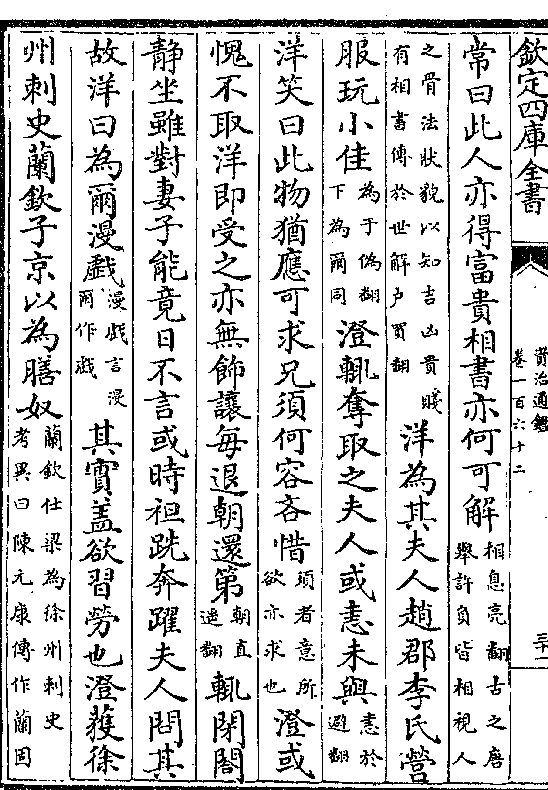 欽定四庫全書
資治通鑑
卷一百六十二
三十一
常曰此人亦得富貴相書亦何可解相息亮翻古之唐舉許負皆相視人
之骨法狀貌以知吉凶貴賤有相書傳於世解户買翻洋為其夫人趙郡李氏營
服玩小佳為于偽翻下為爾同澄輒奪取之夫人或恚未與恚於避翻
洋笑曰此物猶應可求兄須何容吝惜須者意所欲亦求也澄或
愧不取洋即受之亦無飾讓每退朝還第朝直遥翻輒閉閣
静坐雖對妻子能竟日不言或時袒跣奔躍夫人問其
故洋曰為爾漫戲漫戲言漫爾作戲其實盖欲習勞也澄獲徐
州刺史蘭欽子京以為膳奴蘭欽仕梁為徐州刺史考異曰陳元康傳作蘭固